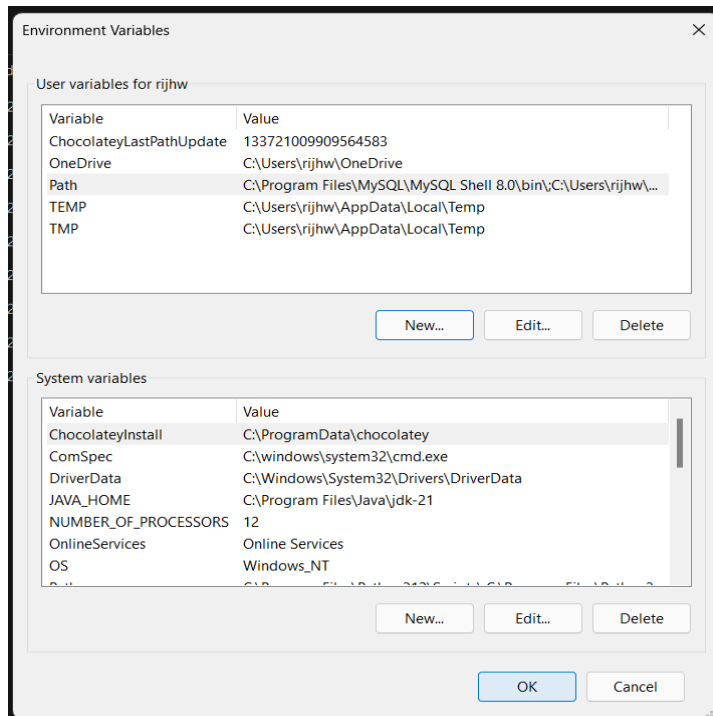 Environment Variables
User variables for rijhw
Variable Value
ChocolateyLastPathUpdate 133721009909564583
OneDrive C:\Users\rijhw\OneDrive
Path C:\Program Files\MySQL\MySQL Shell 8.0\bin\;C:\Users\rijhw\...
TEMP C:\Users\rijhw\AppData\Local\Temp
TMP C:\Users\rijhw\AppData\Local\Temp
New... Edit... Delete
System variables
Variable Value
ChocolateyInstall C:\ProgramData\chocolatey
ComSpec C:\windows\system32\cmd.exe
DriverData C:\Windows\System32\Drivers\DriverData
JAVA_HOME C:\Program Files\Java\jdk-21
NUMBER_OF_PROCESSORS 12
OnlineServices Online Services
OS Windows_NT
New... Edit... Delete
OK Cancel